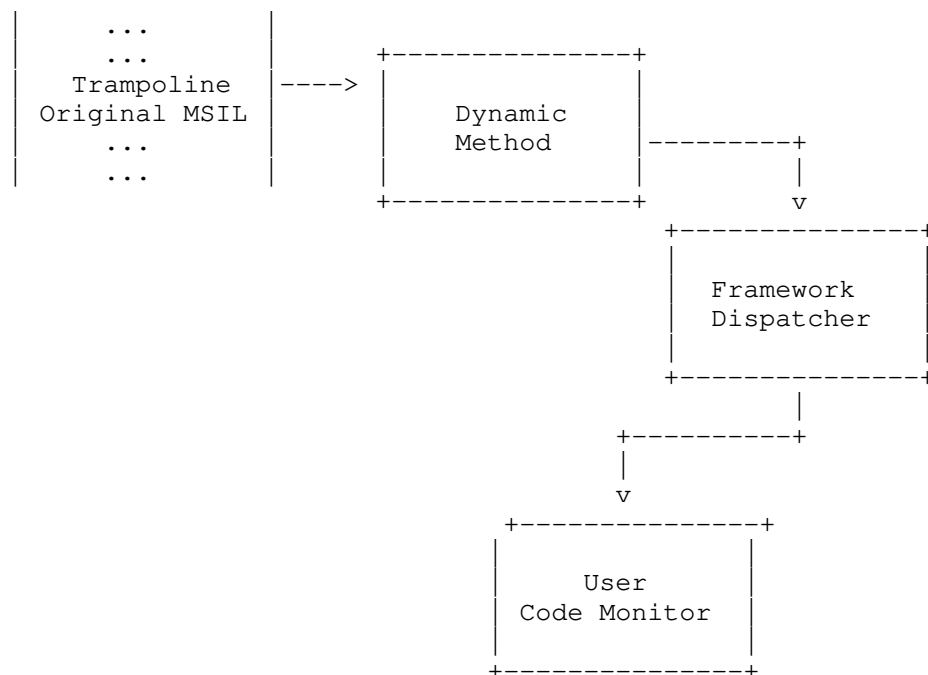 ...
...
Trampoline
Original MSIL
...
...
Dynamic
Method
Framework
Dispatcher
User
Code Monitor